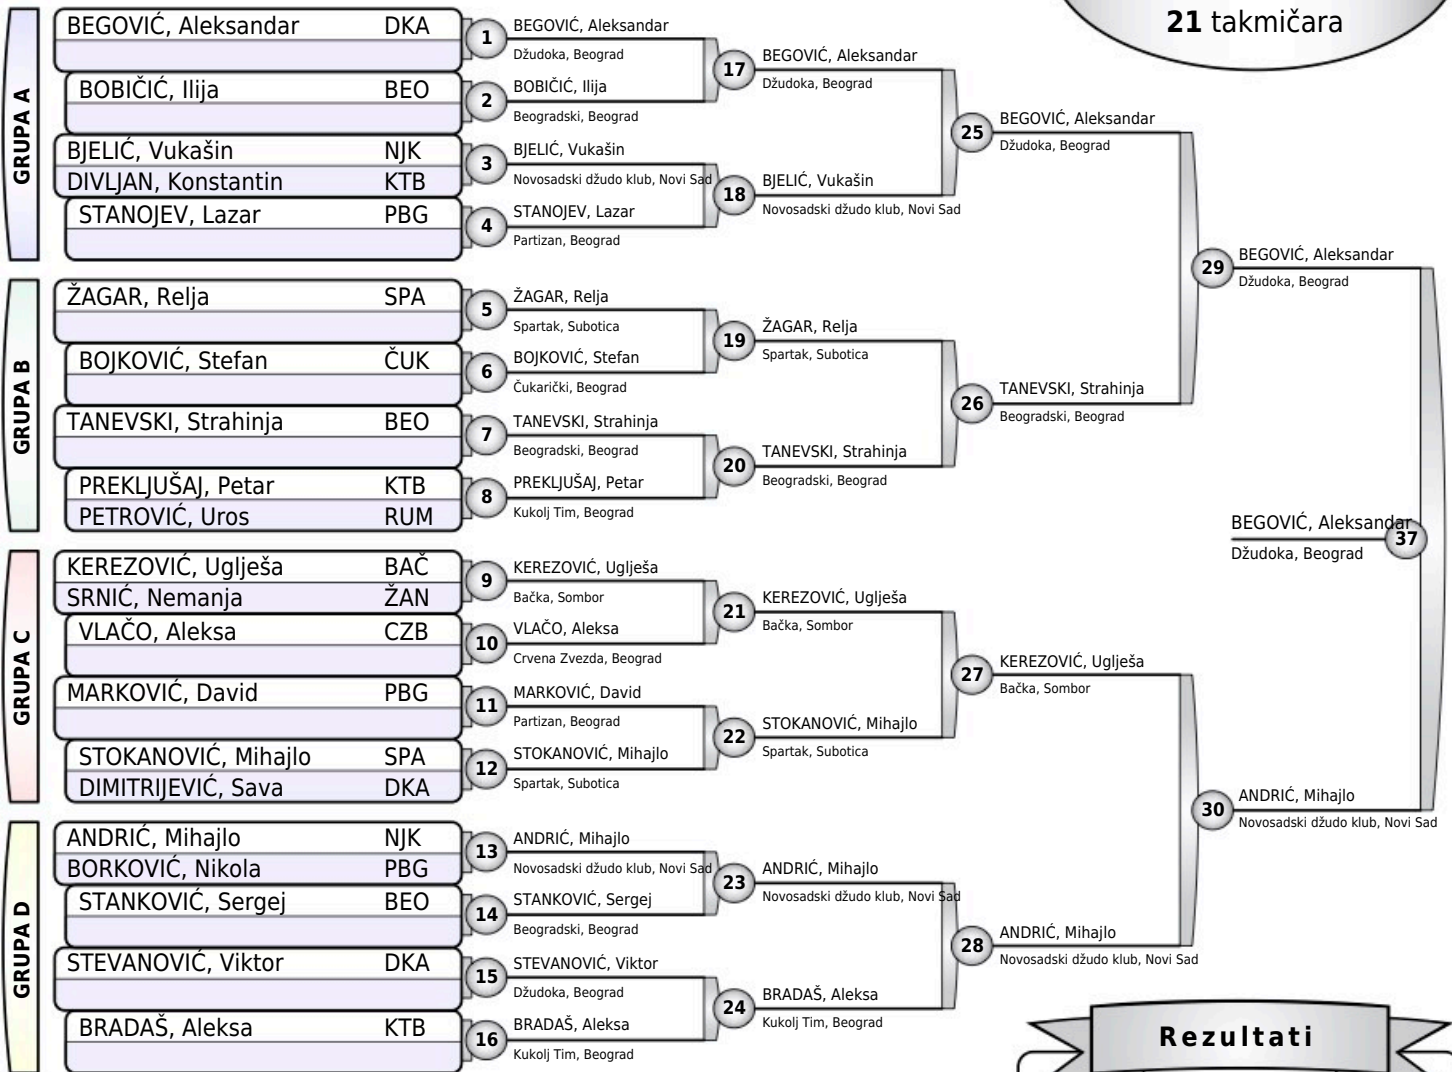 21 takmičara
GRUPA A
BEGOVIĆ, Aleksandar DKA
BOBIČIĆ, Ilija BEO
BJELIĆ, Vukašin NJK
DIVLJAN, Konstantin KTB
STANOJEV, Lazar PBG
GRUPA B
ŽAGAR, Relja SPA
BOJKOVIĆ, Stefan ČUK
TANEVSKI, Strahinja BEO
PREKLJUŠAJ, Petar KTB
PETROVIĆ, Uros RUM
GRUPA C
KEREZOVIĆ, Uglješa BAČ
SRNIĆ, Nemanja ŽAN
VLAČO, Aleksa CZB
MARKOVIĆ, David PBG
STOKANOVIĆ, Mihajlo SPA
DIMITRIJEVIĆ, Sava DKA
GRUPA D
ANDRIĆ, Mihajlo NJK
BORKOVIĆ, Nikola PBG
STANKOVIĆ, Sergej BEO
STEVANOVIĆ, Viktor DKA
BRADAŠ, Aleksa KTB
1
BEGOVIĆ, Aleksandar
Džudoka, Beograd
2
BOBIČIĆ, Ilija
Beogradski, Beograd
3
BJELIĆ, Vukašin
Novosadski džudo klub, Novi Sad
4
STANOJEV, Lazar
Partizan, Beograd
5
ŽAGAR, Relja
Spartak, Subotica
6
BOJKOVIĆ, Stefan
Čukarički, Beograd
7
TANEVSKI, Strahinja
Beogradski, Beograd
8
PREKLJUŠAJ, Petar
Kukolj Tim, Beograd
9
KEREZOVIĆ, Uglješa
Bačka, Sombor
10
VLAČO, Aleksa
Crvena Zvezda, Beograd
11
MARKOVIĆ, David
Partizan, Beograd
12
STOKANOVIĆ, Mihajlo
Spartak, Subotica
13
ANDRIĆ, Mihajlo
Novosadski džudo klub, Novi Sad
14
STANKOVIĆ, Sergej
Beogradski, Beograd
15
STEVANOVIĆ, Viktor
Džudoka, Beograd
16
BRADAŠ, Aleksa
Kukolj Tim, Beograd
17
BEGOVIĆ, Aleksandar
Džudoka, Beograd
18
BJELIĆ, Vukašin
Novosadski džudo klub, Novi Sad
19
ŽAGAR, Relja
Spartak, Subotica
20
TANEVSKI, Strahinja
Beogradski, Beograd
21
KEREZOVIĆ, Uglješa
Bačka, Sombor
22
STOKANOVIĆ, Mihajlo
Spartak, Subotica
23
ANDRIĆ, Mihajlo
Novosadski džudo klub, Novi Sad
24
BRADAŠ, Aleksa
Kukolj Tim, Beograd
25
BEGOVIĆ, Aleksandar
Džudoka, Beograd
26
TANEVSKI, Strahinja
Beogradski, Beograd
27
KEREZOVIĆ, Uglješa
Bačka, Sombor
28
ANDRIĆ, Mihajlo
Novosadski džudo klub, Novi Sad
29
BEGOVIĆ, Aleksandar
Džudoka, Beograd
30
ANDRIĆ, Mihajlo
Novosadski džudo klub, Novi Sad
BEGOVIĆ, Aleksandar
37
Džudoka, Beograd
Rezultati